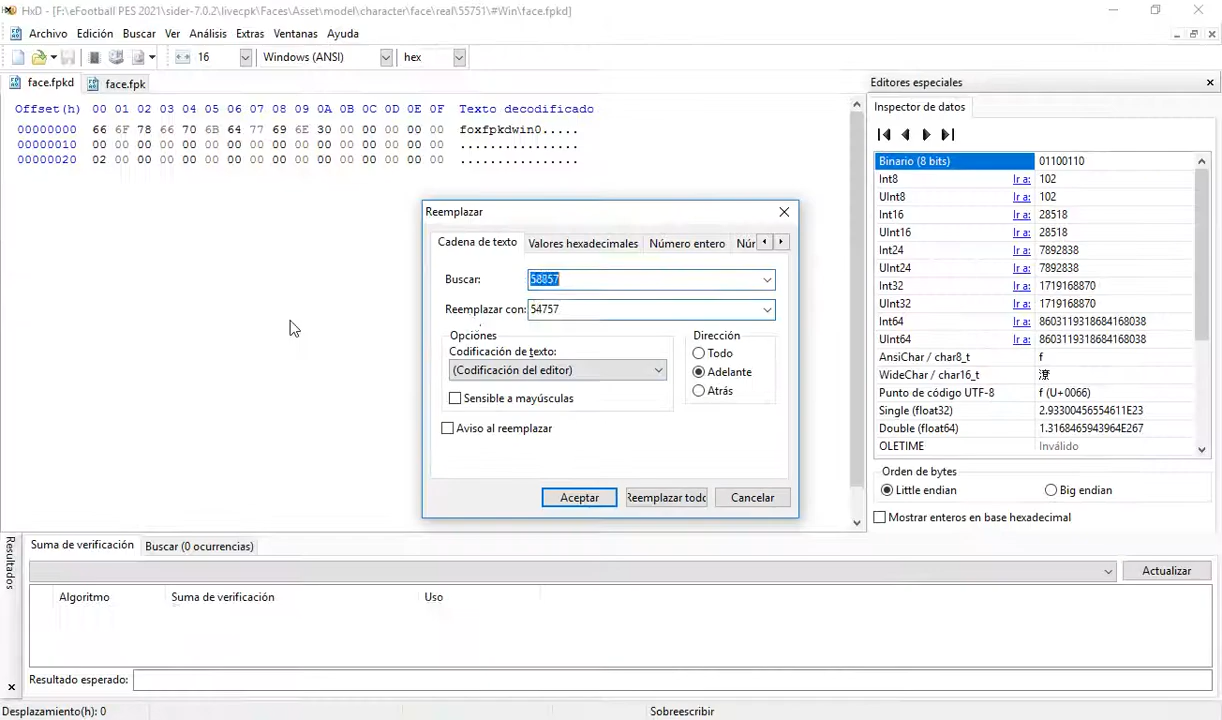 HxD - [F:\eFootball PES 2021\sider-7.0.2\livecpk\Faces\Asset\model\character\face\real\55751\#Win\face.fpkd]
Archivo Edición Buscar Ver Análisis Extras Ventanas Ayuda
16 Windows (ANSI) hex
face.fpkd face.fpk
Offset(h) 00 01 02 03 04 05 06 07 08 09 0A 0B 0C 0D 0E 0F Texto decodificado
00000000 66 6F 78 66 70 6B 64 77 69 6E 30 00 00 00 00 00 foxfpkdwin0.....
00000010 00 00 00 00 00 00 00 00 00 00 00 00 00 00 00 00 ................
00000020 02 00 00 00 00 00 00 00 00 00 00 00 00 00 00 00 ................
Reemplazar
Cadena de texto Valores hexadecimales Número entero Núr
Buscar: 58857
Reemplazar con: 54757
Opciones
Codificación de texto:
(Codificación del editor)
Sensible a mayúsculas
Aviso al reemplazar
Dirección
Todo
Adelante
Atrás
Aceptar Reemplazar todo Cancelar
Editores especiales
Inspector de datos
Binario (8 bits) 01100110
Int8 Ir a: 102
UInt8 Ir a: 102
Int16 Ir a: 28518
UInt16 Ir a: 28518
Int24 Ir a: 7892838
UInt24 Ir a: 7892838
Int32 Ir a: 1719168870
UInt32 Ir a: 1719168870
Int64 Ir a: 8603119318684168038
UInt64 Ir a: 8603119318684168038
AnsiChar / char8_t f
WideChar / char16_t
Punto de código UTF-8 f (U+0066)
Single (float32) 2.93300456554611E23
Double (float64) 1.3168465943964E267
OLETIME Inválido
Orden de bytes
Little endian Big endian
Mostrar enteros en base hexadecimal
Resultados
Suma de verificación Buscar (0 ocurrencias)
Actualizar
Algoritmo Suma de verificación Uso
Resultado esperado:
Desplazamiento(h): 0 Sobreescribir